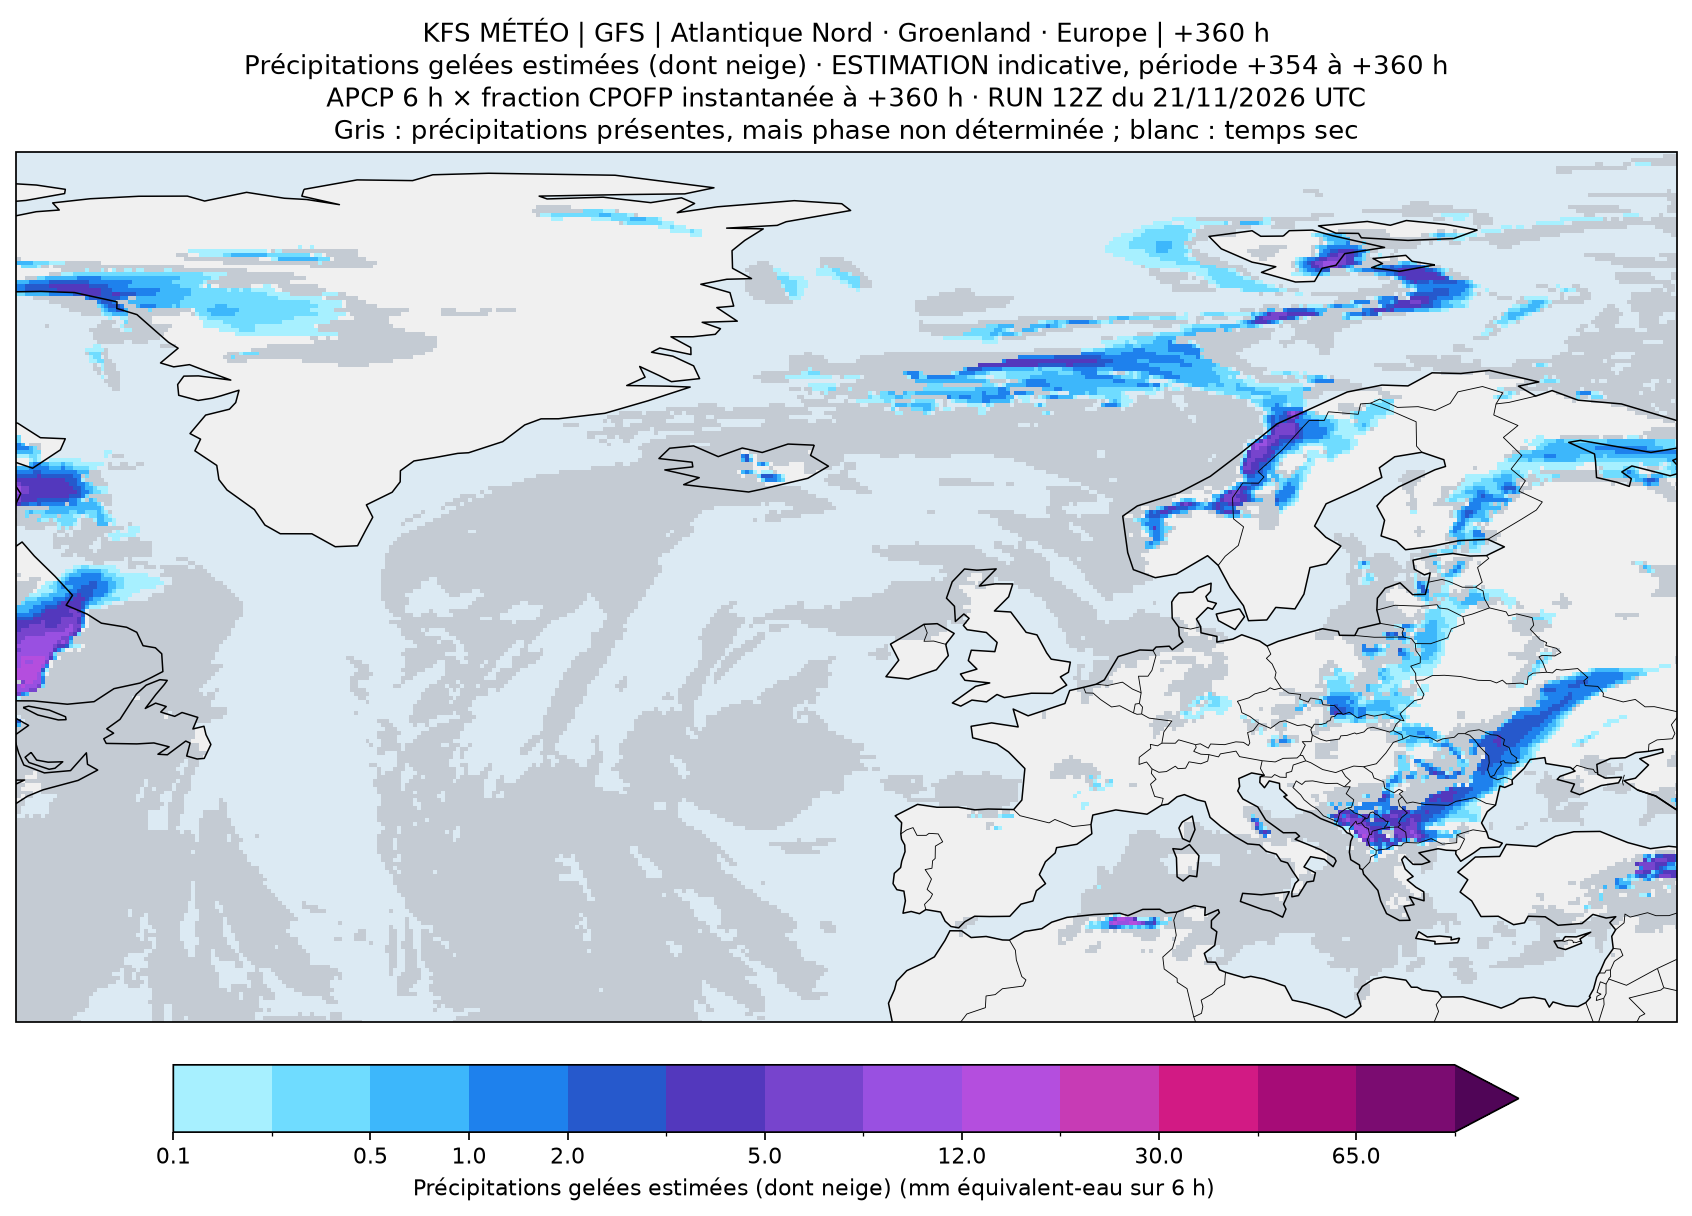 KFS MÉTÉO | GFS | Atlantique Nord · Groenland · Europe | +360 h
Précipitations gelées estimées (dont neige) · ESTIMATION indicative, période +354 à +360 h
APCP 6 h × fraction CPOFP instantanée à +360 h · RUN 12Z du 21/11/2026 UTC
Gris : précipitations présentes, mais phase non déterminée ; blanc : temps sec
0.1 0.5 1.0 2.0 5.0 12.0 30.0 65.0
Précipitations gelées estimées (dont neige) (mm équivalent-eau sur 6 h)